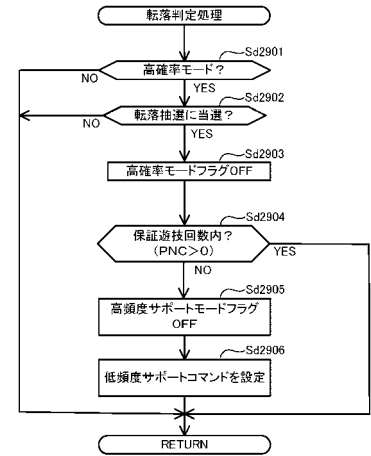 転落判定処理
Sd2901
高確率モード？
NO
YES
Sd2902
転落抽選に当選？
NO
YES
Sd2903
高確率モードフラグOFF
Sd2904
保証遊技回数内？
(PNC＞0)
YES
NO
Sd2905
高頻度サポートモードフラグ
OFF
Sd2906
低頻度サポートコマンドを設定
RETURN